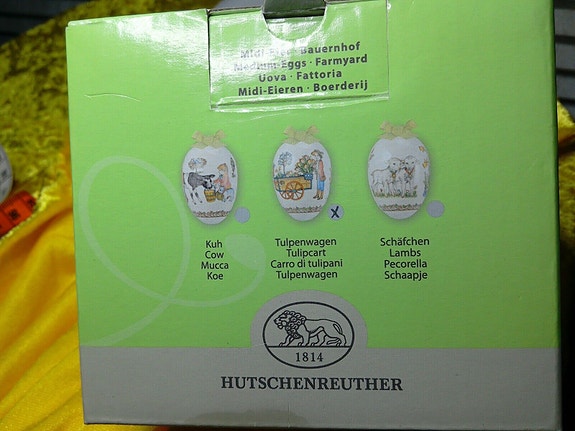 Midi-Eier · Bauernhof
Medium-Eggs · Farmyard
Uova · Fattoria
Midi-Eieren · Boerderij
Kuh
Cow
Mucca
Koe
X
Tulpenwagen
Tulipcart
Carro di tulipani
Tulpenwagen
Schäfchen
Lambs
Pecorella
Schaapje
1814
HUTSCHENREUTHER